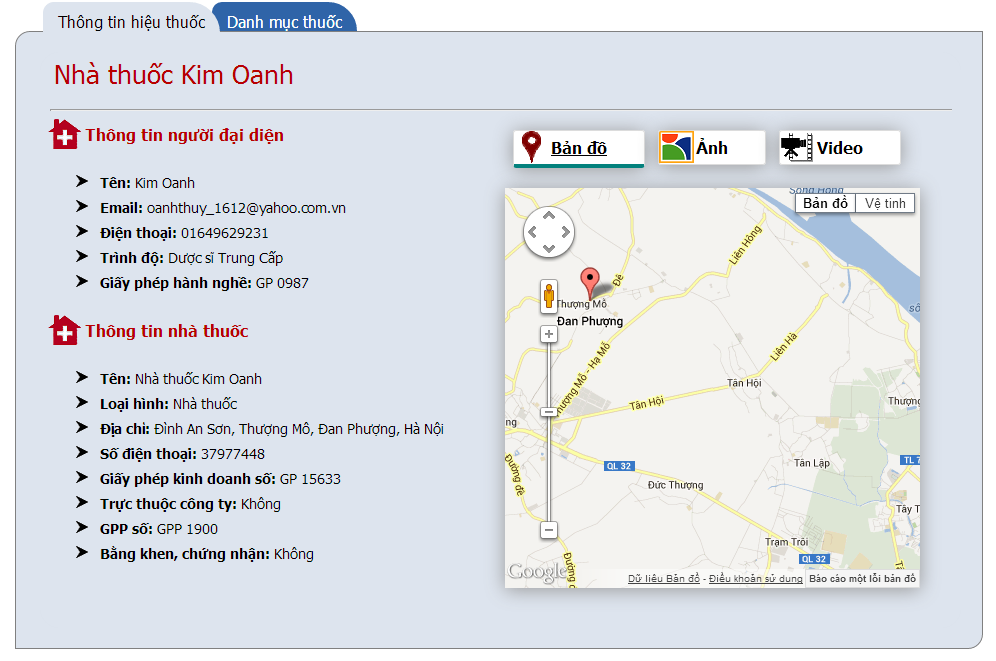 Thông tin hiệu thuốc
Danh mục thuốc
Nhà thuốc Kim Oanh
Thông tin người đại diện
Tên: Kim Oanh
Email: oanhthuy_1612@yahoo.com.vn
Điện thoại: 01649629231
Trình độ: Dược sĩ Trung Cấp
Giấy phép hành nghề: GP 0987
Thông tin nhà thuốc
Tên: Nhà thuốc Kim Oanh
Loại hình: Nhà thuốc
Địa chỉ: Đình An Sơn, Thượng Mô, Đan Phượng, Hà Nội
Số điện thoại: 37977448
Giấy phép kinh doanh số: GP 15633
Trực thuộc công ty: Không
GPP số: GPP 1900
Bằng khen, chứng nhận: Không
Bản đồ
Ảnh
Video
Sông Hồng
Bản đồ
Vệ tinh
Liên Hồng
Đê
Thượng Mỗ
Đan Phượng
Liên Hà
Thượng Mỗ - Hạ Mỗ
Tân Hội
Tân Hội
Thượng
ng
QL 32
Tân Lập
TL 7
Đường đê
Đức Thượng
Tây T
Trạm Trôi
QL 32
Google
Dữ liệu Bản đồ - Điều khoản sử dụng
Báo cáo một lỗi bản đồ